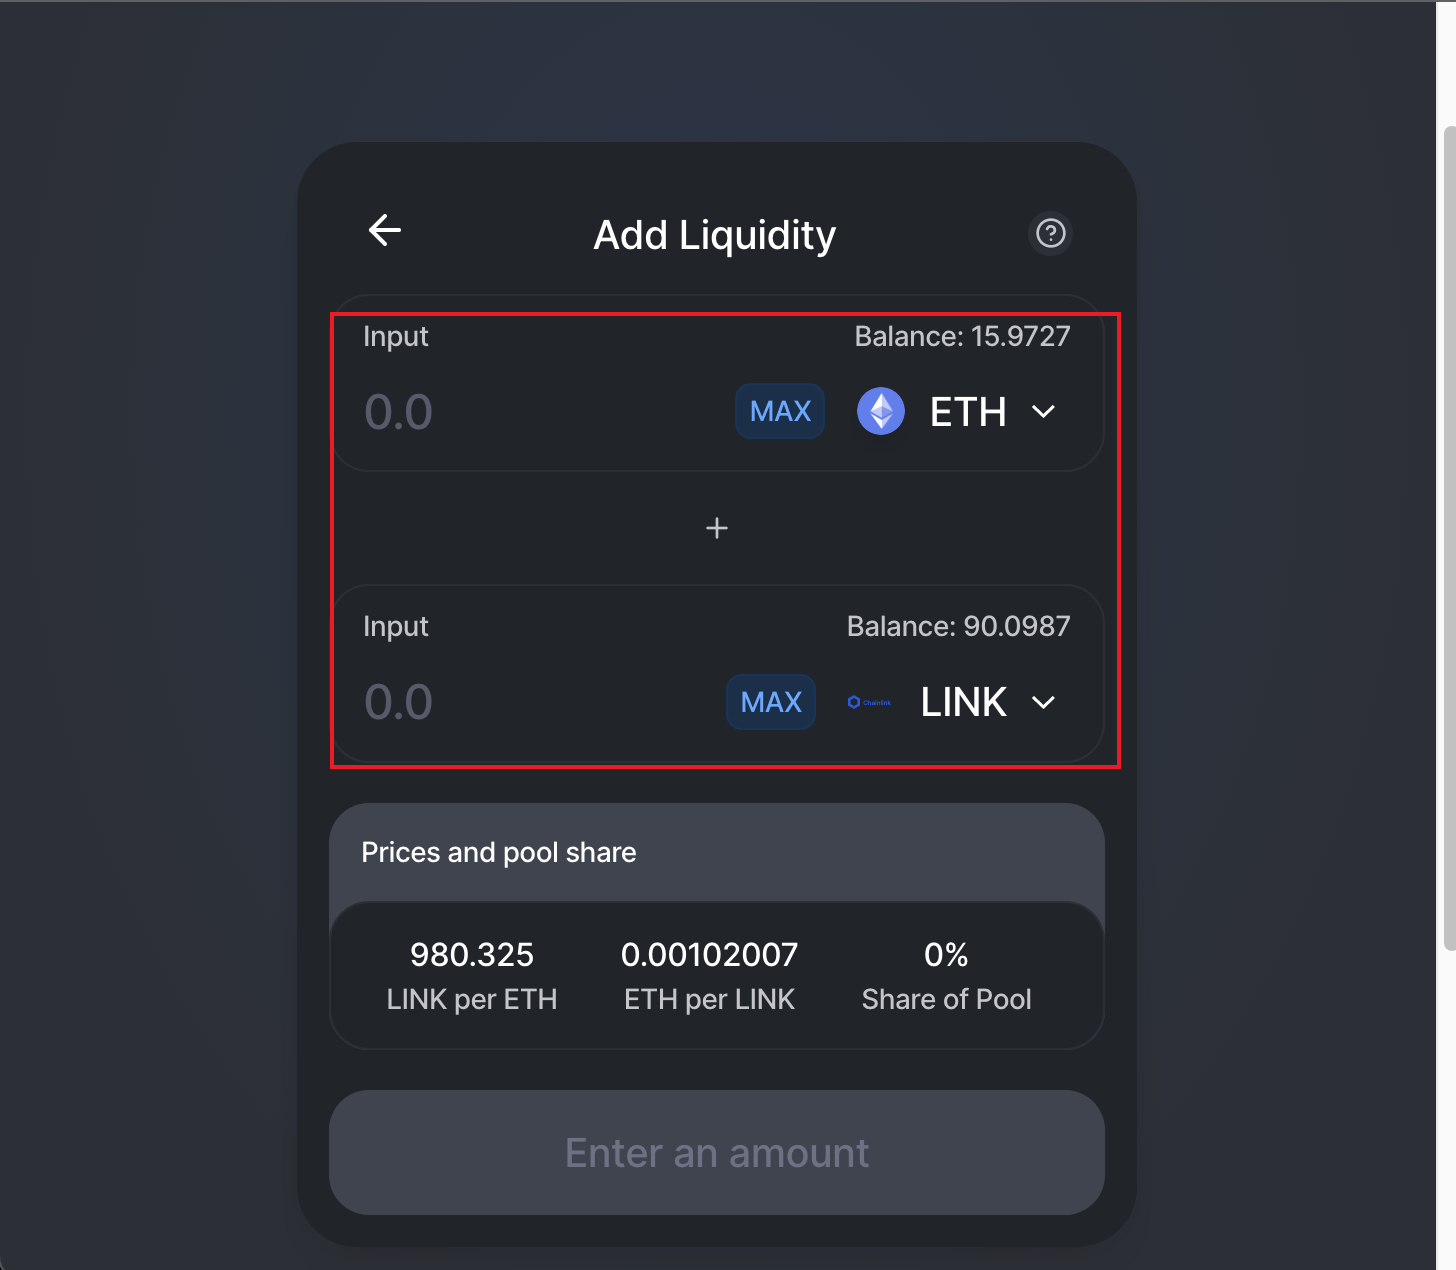 Add Liquidity
?
Input
Balance: 15.9727
0.0
MAX
ETH
+
Input
Balance: 90.0987
0.0
MAX
Chainlink
LINK
Prices and pool share
980.325
0.00102007
0%
LINK per ETH
ETH per LINK
Share of Pool
Enter an amount